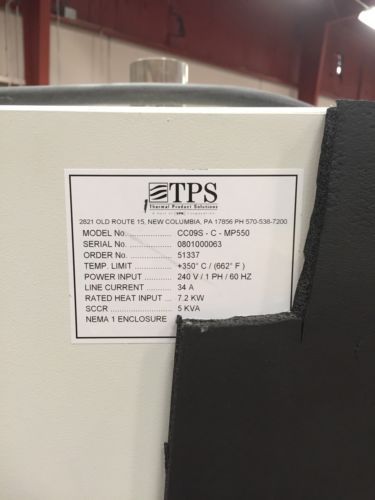 TPS
Thermal Product Solutions
2821 OLD ROUTE 15, NEW COLUMBIA, PA 17856 PH 570-538-7200
MODEL No. .............. CC09S - C - MP550
SERIAL No. .............. 0801000063
ORDER No. .............. 51337
TEMP. LIMIT .............. +350° C / (662° F )
POWER INPUT .............. 240 V / 1 PH / 60 HZ
LINE CURRENT .............. 34 A
RATED HEAT INPUT .... 7.2 KW
SCCR .............. 5 KVA
NEMA 1 ENCLOSURE